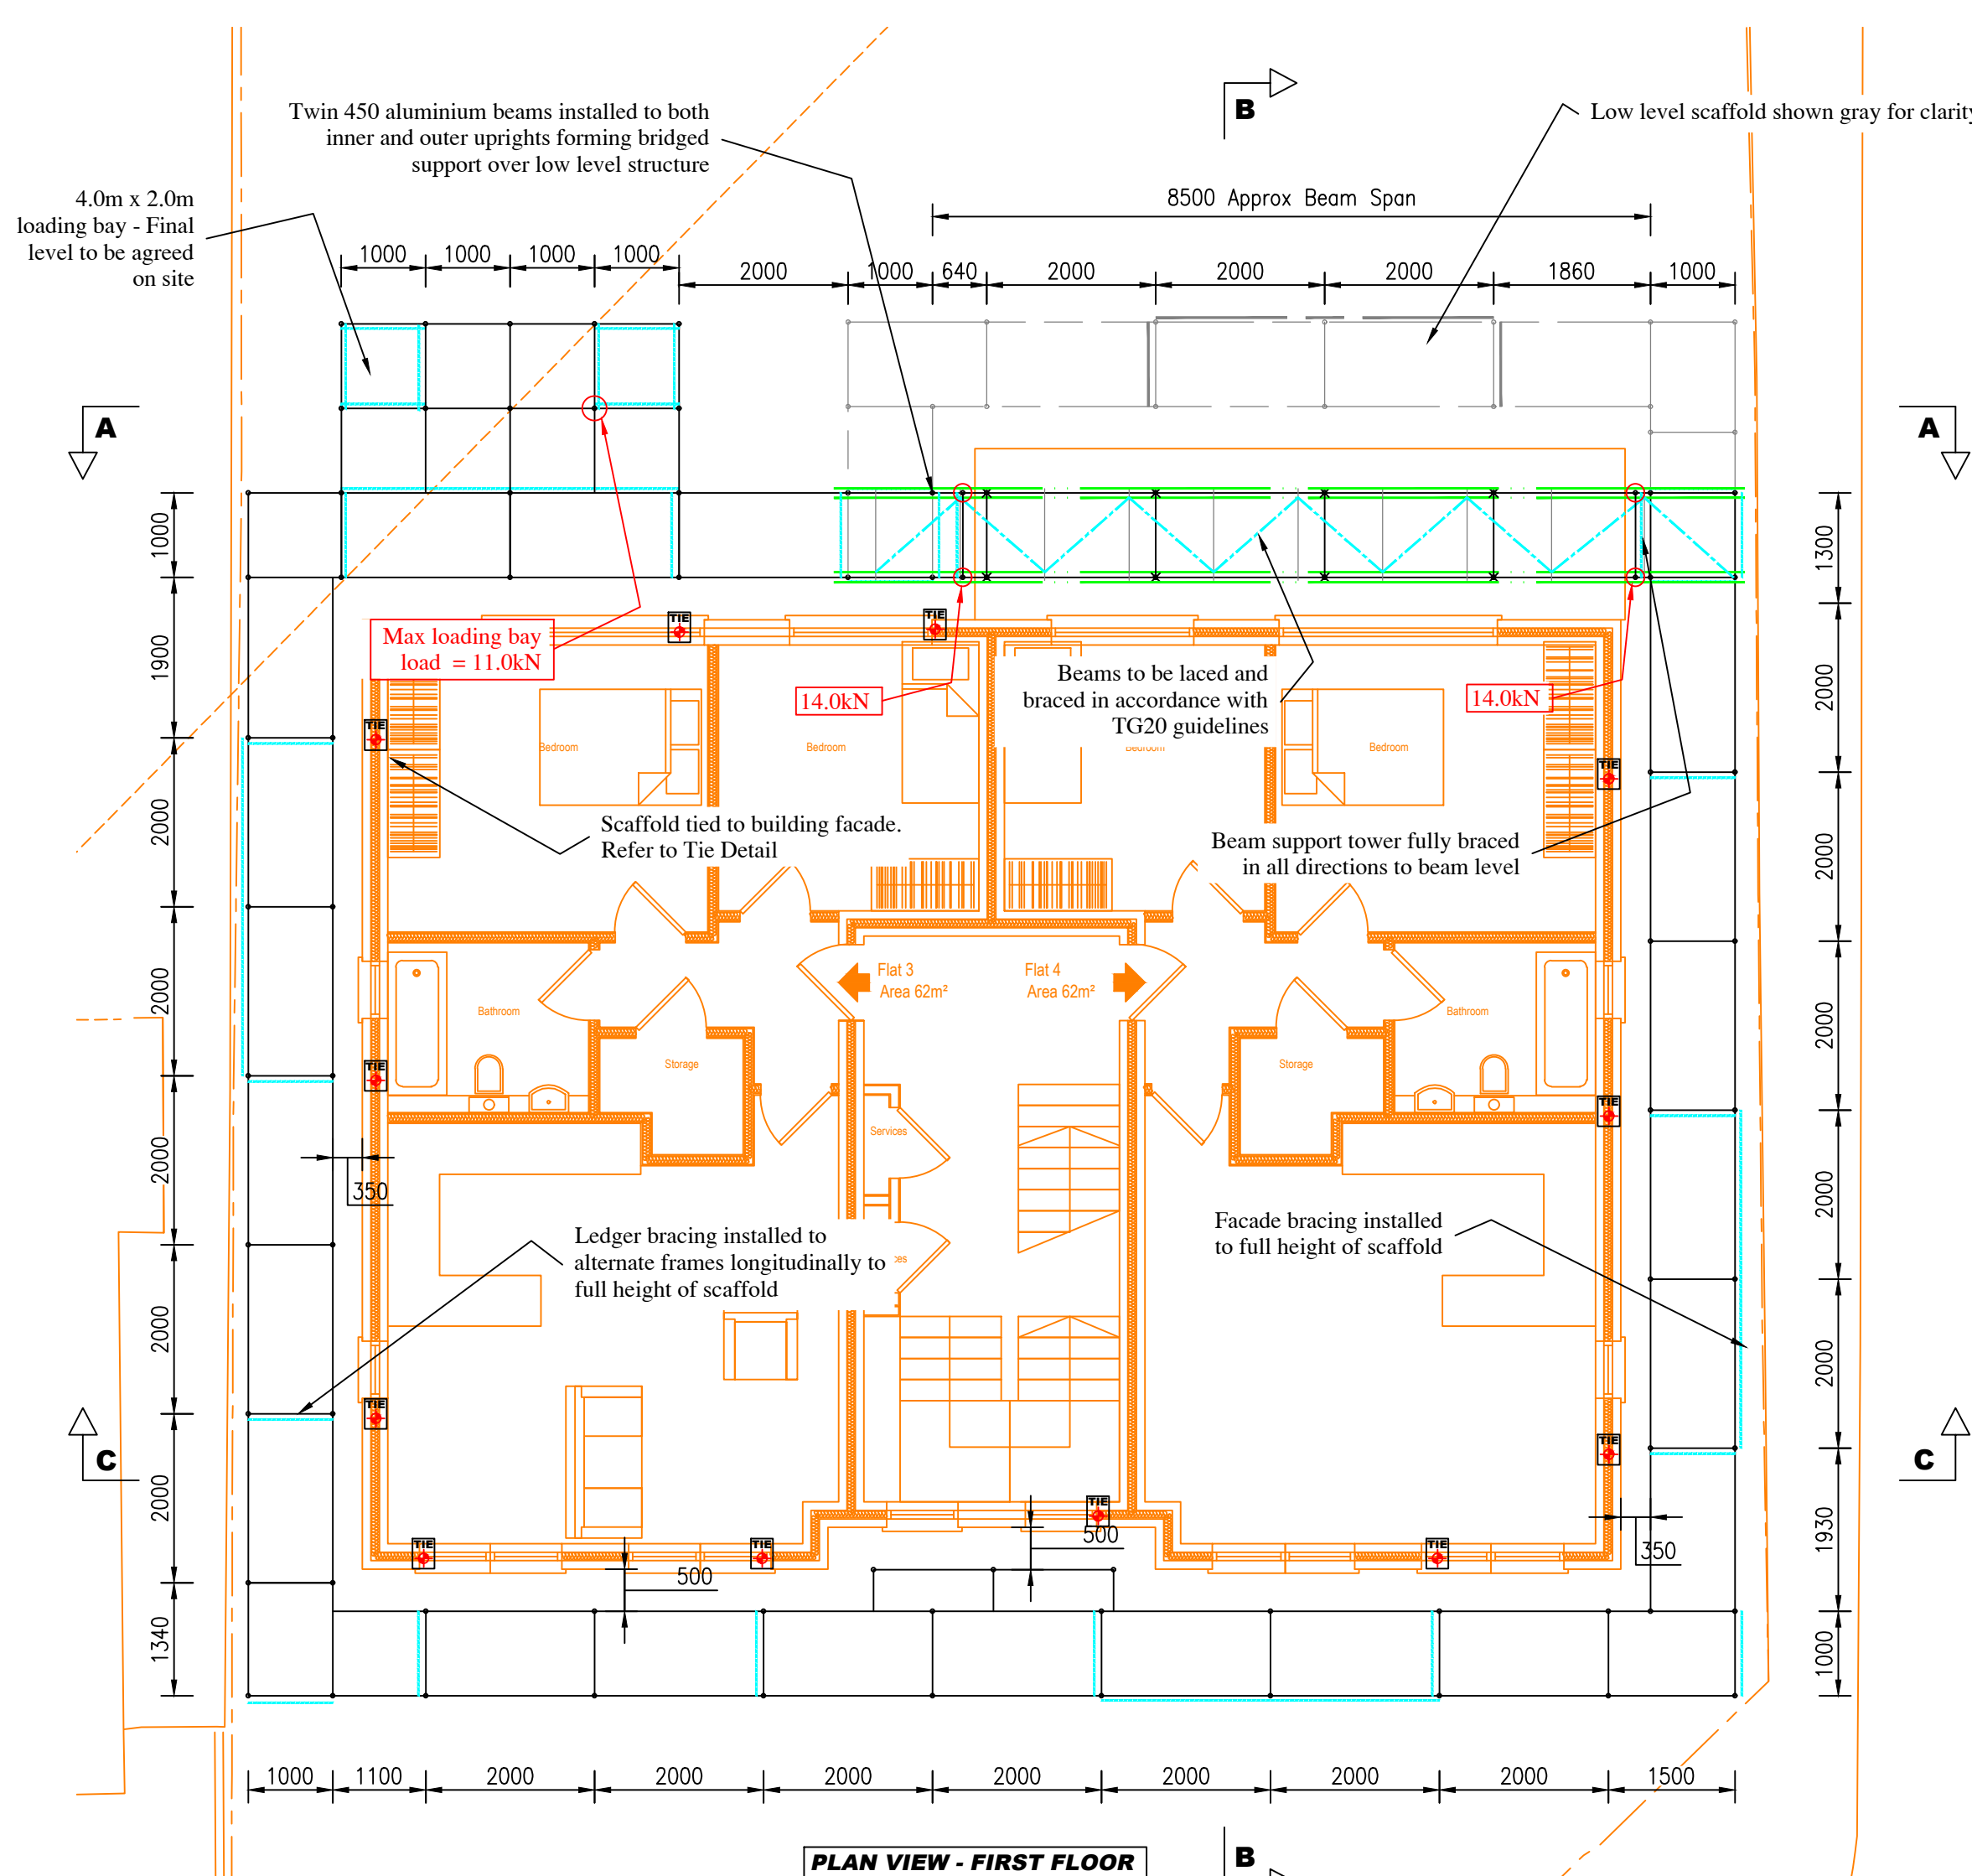 Twin 450 aluminium beams installed to both
inner and outer uprights forming bridged
support over low level structure
B
Low level scaffold shown gray for clarity
4.0m x 2.0m
loading bay - Final
level to be agreed
on site
8500 Approx Beam Span
1000
1000
1000
1000
2000
1000
640
2000
2000
2000
1860
1000
A
A
1000
1300
1900
TIE
TIE
Max loading bay
load = 11.0kN
14.0kN
Beams to be laced and
braced in accordance with
TG20 guidelines
14.0kN
2000
TIE
Bedroom
Bedroom
Bedroom
Bedroom
TIE
2000
Scaffold tied to building facade.
Refer to Tie Detail
Beam support tower fully braced
in all directions to beam level
2000
2000
Flat 3
Area 62m²
Flat 4
Area 62m²
2000
Bathroom
Bathroom
Storage
Storage
TIE
TIE
Services
2000
350
2000
Ledger bracing installed to
alternate frames longitudinally to
full height of scaffold
Facade bracing installed
to full height of scaffold
2000
2000
TIE
TIE
C
C
2000
TIE
1930
500
350
TIE
TIE
TIE
500
1340
1000
1000
1100
2000
2000
2000
2000
2000
2000
2000
1500
PLAN VIEW - FIRST FLOOR
B